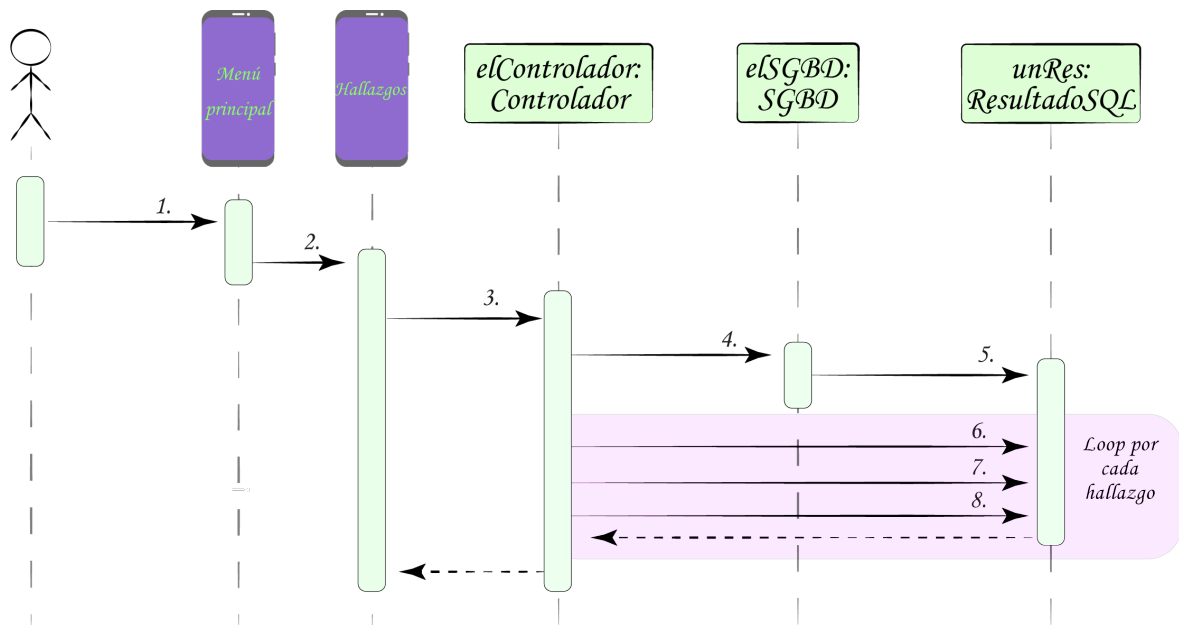 Menú
principal
Hallazgos
elControlador:
Controlador
elSGBD:
SGBD
unRes:
ResultadoSQL
1.
2.
3.
4.
5.
6.
7.
8.
Loop por
cada
hallazgo